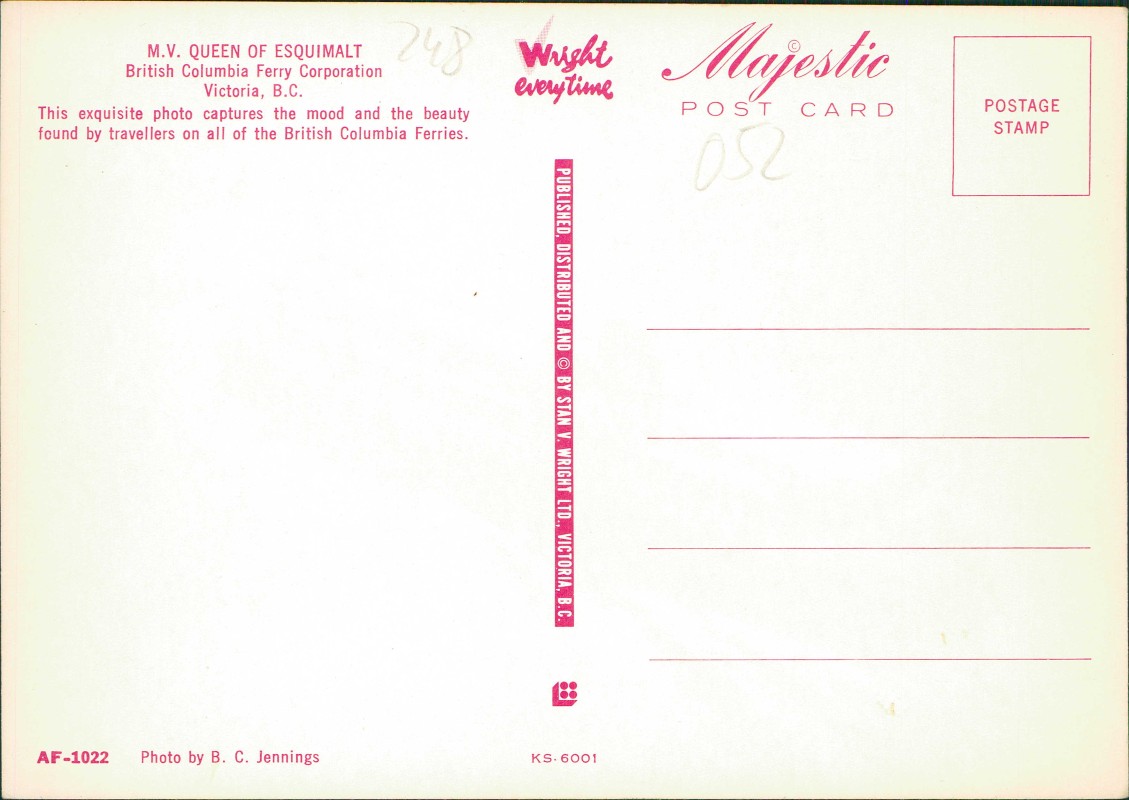 M.V. QUEEN OF ESQUIMALT
British Columbia Ferry Corporation
Victoria, B.C.
This exquisite photo captures the mood and the beauty
found by travellers on all of the British Columbia Ferries.
248
Wright
everytime
Majestic ©
POST CARD
052
POSTAGE
STAMP
PUBLISHED, DISTRIBUTED AND © BY STAN V. WRIGHT LTD., VICTORIA, B.C.
AF-1022 Photo by B. C. Jennings
KS-6001